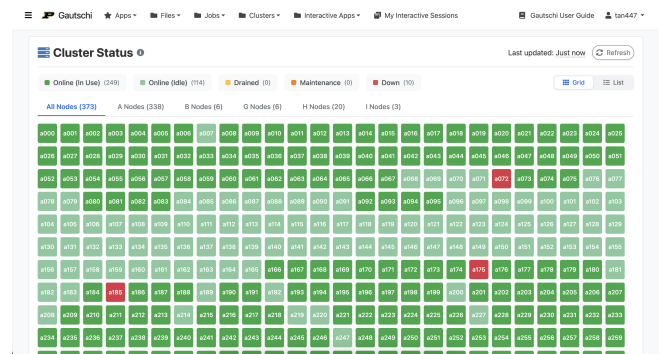 Gautschi Apps Files Jobs Clusters Interactive Apps My Interactive Sessions Gautschi User Guide tan447
Cluster Status Last updated: Just now Refresh
Online (In Use) (249) Online (Idle) (114) Drained (0) Maintenance (0) Down (10) Grid List
All Nodes (373) A Nodes (338) B Nodes (6) G Nodes (6) H Nodes (20) I Nodes (3)
a000 a001 a002 a003 a004 a005 a006 a007 a008 a009 a010 a011 a012 a013 a014 a015 a016 a017 a018 a019 a020 a021 a022 a023 a024 a025
a026 a027 a028 a029 a030 a031 a032 a033 a034 a035 a036 a037 a038 a039 a040 a041 a042 a043 a044 a045 a046 a047 a048 a049 a050 a051
a052 a053 a054 a055 a056 a057 a058 a059 a060 a061 a062 a063 a064 a065 a066 a067 a068 a069 a070 a071 a072 a073 a074 a075 a076 a077
a078 a079 a080 a081 a082 a083 a084 a085 a086 a087 a088 a089 a090 a091 a092 a093 a094 a095 a096 a097 a098 a099 a100 a101 a102 a103
a104 a105 a106 a107 a108 a109 a110 a111 a112 a113 a114 a115 a116 a117 a118 a119 a120 a121 a122 a123 a124 a125 a126 a127 a128 a129
a130 a131 a132 a133 a134 a135 a136 a137 a138 a139 a140 a141 a142 a143 a144 a145 a146 a147 a148 a149 a150 a151 a152 a153 a154 a155
a156 a157 a158 a159 a160 a161 a162 a163 a164 a165 a166 a167 a168 a169 a170 a171 a172 a173 a174 a175 a176 a177 a178 a179 a180 a181
a182 a183 a184 a185 a186 a187 a188 a189 a190 a191 a192 a193 a194 a195 a196 a197 a198 a199 a200 a201 a202 a203 a204 a205 a206 a207
a208 a209 a210 a211 a212 a213 a214 a215 a216 a217 a218 a219 a220 a221 a222 a223 a224 a225 a226 a227 a228 a229 a230 a231 a232 a233
a234 a235 a236 a237 a238 a239 a240 a241 a242 a243 a244 a245 a246 a247 a248 a249 a250 a251 a252 a253 a254 a255 a256 a257 a258 a259